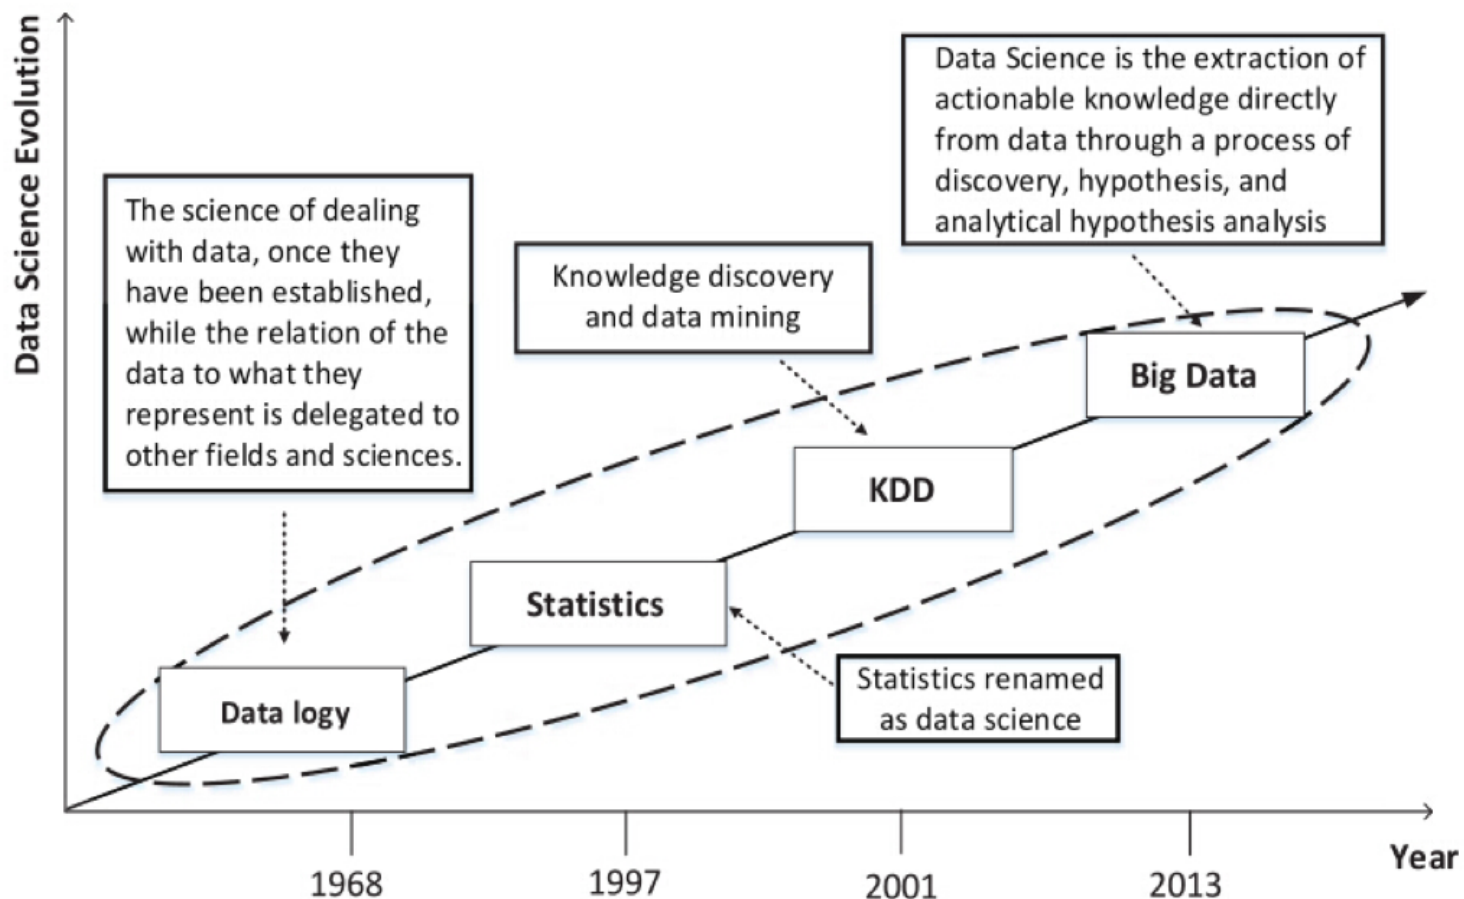 Data Science Evolution
Data Science is the extraction of
actionable knowledge directly
from data through a process of
discovery, hypothesis, and
analytical hypothesis analysis
The science of dealing
with data, once they
have been established,
while the relation of the
data to what they
represent is delegated to
other fields and sciences.
Knowledge discovery
and data mining
Big Data
KDD
Statistics
Statistics renamed
as data science
Data logy
1968
1997
2001
2013
Year